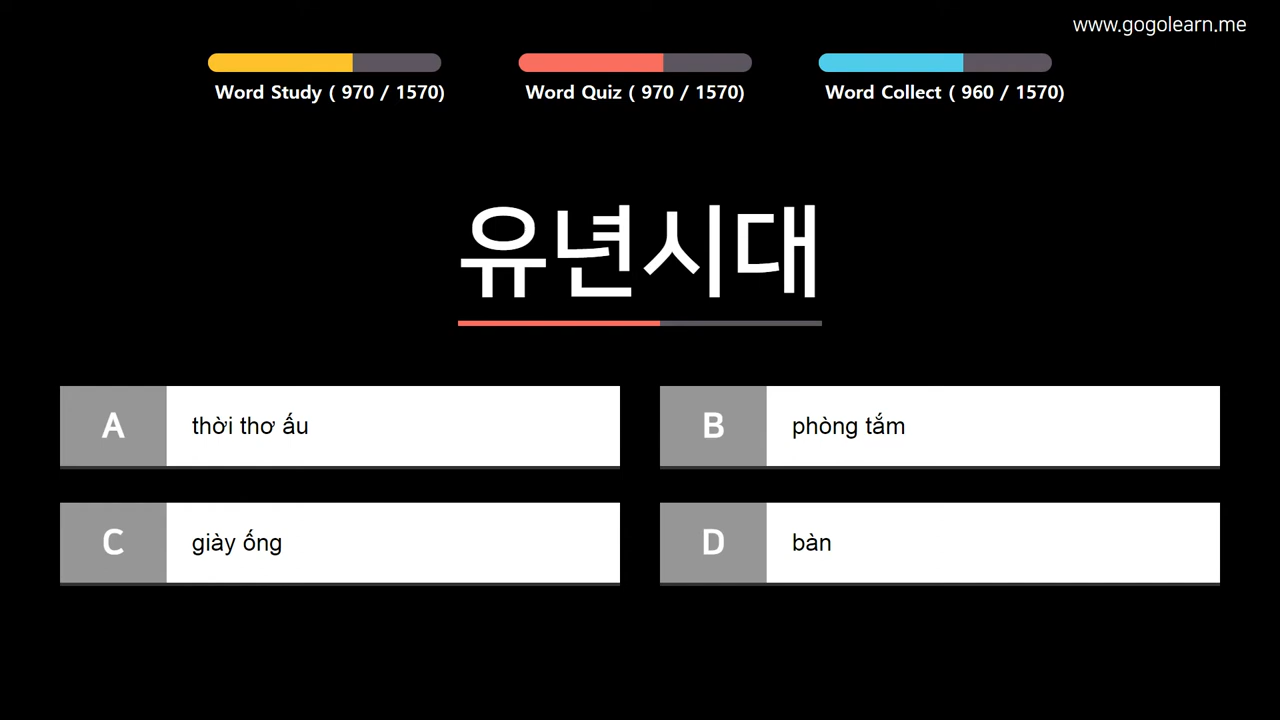 www.gogolearn.me
Word Study ( 970 / 1570)
Word Quiz ( 970 / 1570)
Word Collect ( 960 / 1570)
유년시대
A thời thơ ấu
B phòng tắm
C giày ống
D bàn